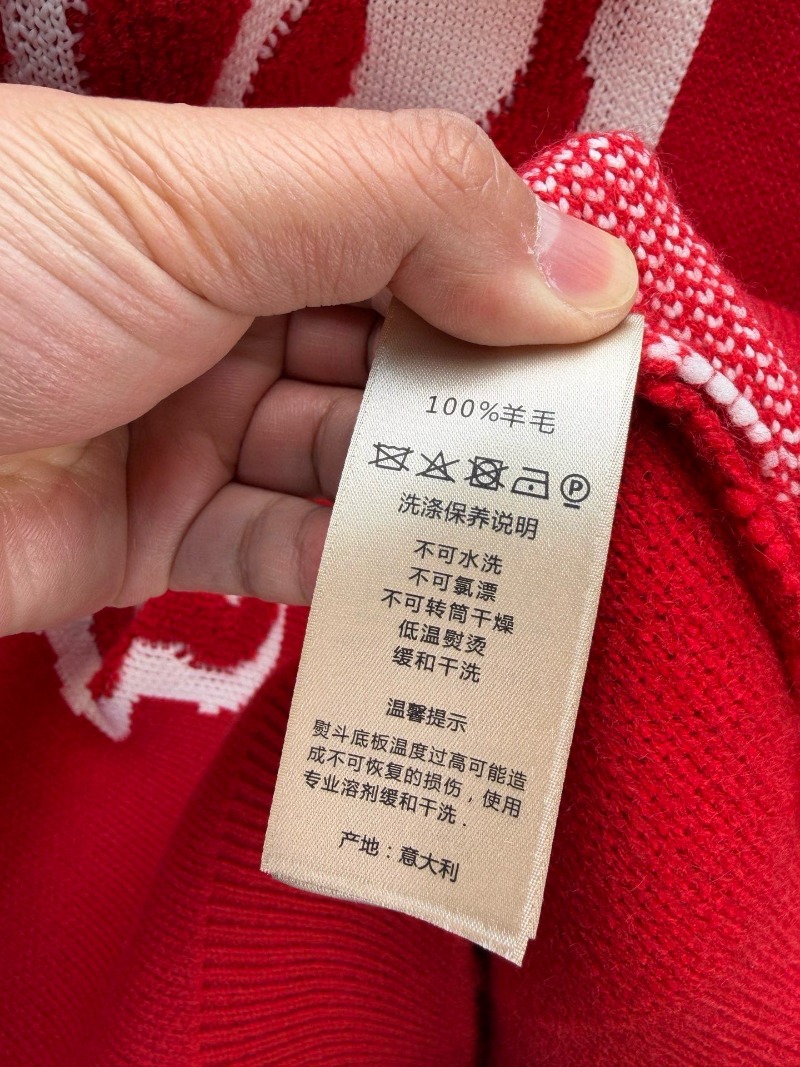 100%羊毛
P
洗涤保养说明
不可水洗
不可氯漂
不可转筒干燥
低温熨烫
缓和干洗
温馨提示
熨斗底板温度过高可能造
成不可恢复的损伤，使用
专业溶剂缓和干洗.
产地：意大利